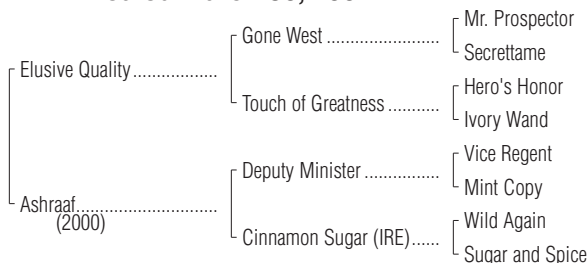 Mr. Prospector
Gone West
Secrettame
Elusive Quality
Hero's Honor
Touch of Greatness
Ivory Wand
Vice Regent
Deputy Minister
Mint Copy
Ashraaf
(2000)
Wild Again
Cinnamon Sugar (IRE)
Sugar and Spice